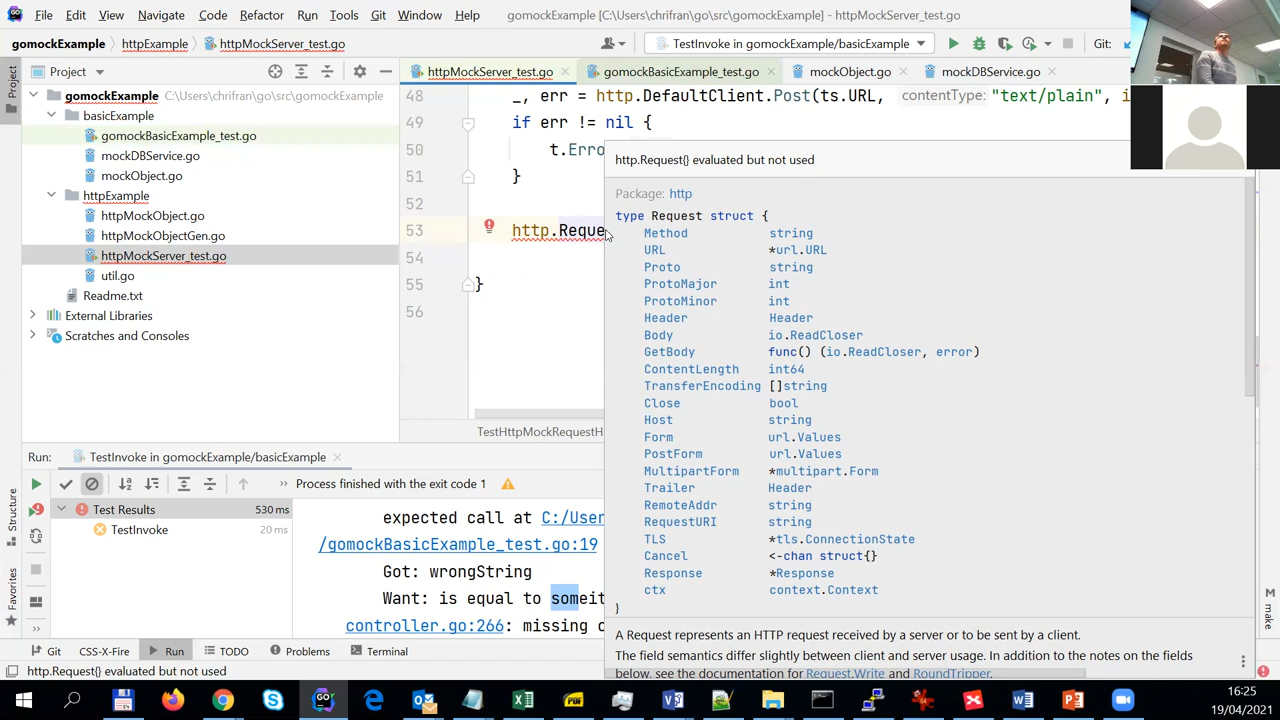 File Edit View Navigate Code Refactor Run Tools Git Window Help gomockExample [C:\Users\chrifran\go\src\gomockExample] - httpMockServer_test.go
gomockExample httpExample httpMockServer_test.go TestInvoke in gomockExample/basicExample Git:
Project
httpMockServer_test.go gomockBasicExample_test.go mockObject.go mockDBService.go
gomockExample C:\Users\chrifran\go\src\gomockExample
basicExample
gomockBasicExample_test.go
mockDBService.go
mockObject.go
httpExample
httpMockObject.go
httpMockObjectGen.go
httpMockServer_test.go
util.go
Readme.txt
External Libraries
Scratches and Consoles
Project
Structure
Favorites
48 _, err = http.DefaultClient.Post(ts.URL, contentType: "text/plain", i
49 if err != nil {
50 t.Erro
51 }
52
53 http.Reque
54
55 }
56
TestHttpMockRequestH
http.Request{} evaluated but not used
Package: http
type Request struct {
Method string
URL *url.URL
Proto string
ProtoMajor int
ProtoMinor int
Header Header
Body io.ReadCloser
GetBody func() (io.ReadCloser, error)
ContentLength int64
TransferEncoding []string
Close bool
Host string
Form url.Values
PostForm url.Values
MultipartForm *multipart.Form
Trailer Header
RemoteAddr string
RequestURI string
TLS *tls.ConnectionState
Cancel <-chan struct{}
Response *Response
ctx context.Context
}
A Request represents an HTTP request received by a server or to be sent by a client.
The field semantics differ slightly between client and server usage. In addition to the notes on the fields
below, see the documentation for Request.Write and RoundTripper.
Run: TestInvoke in gomockExample/basicExample
Process finished with the exit code 1
Test Results 530 ms
TestInvoke 20 ms
expected call at C:/User
/gomockBasicExample_test.go:19
Got: wrongString
Want: is equal to someit
controller.go:266: missing c
make
Git CSS-X-Fire Run TODO Problems Terminal
http.Request{} evaluated but not used
16:25
19/04/2021